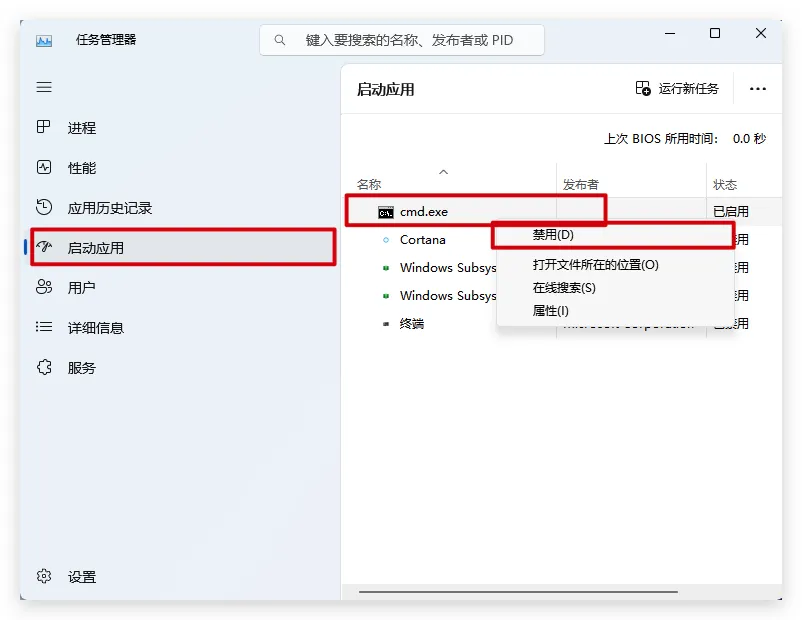 任务管理器
键入要搜索的名称、发布者或 PID
启动应用
运行新任务
进程
性能
应用历史记录
启动应用
用户
详细信息
服务
设置
上次 BIOS 所用时间: 0.0 秒
名称 发布者 状态
cmd.exe 已启用
Cortana 用
Windows Subsys 用
Windows Subsys 用
终端 Microsoft Corporation 已禁用
禁用(D)
打开文件所在的位置(O)
在线搜索(S)
属性(I)